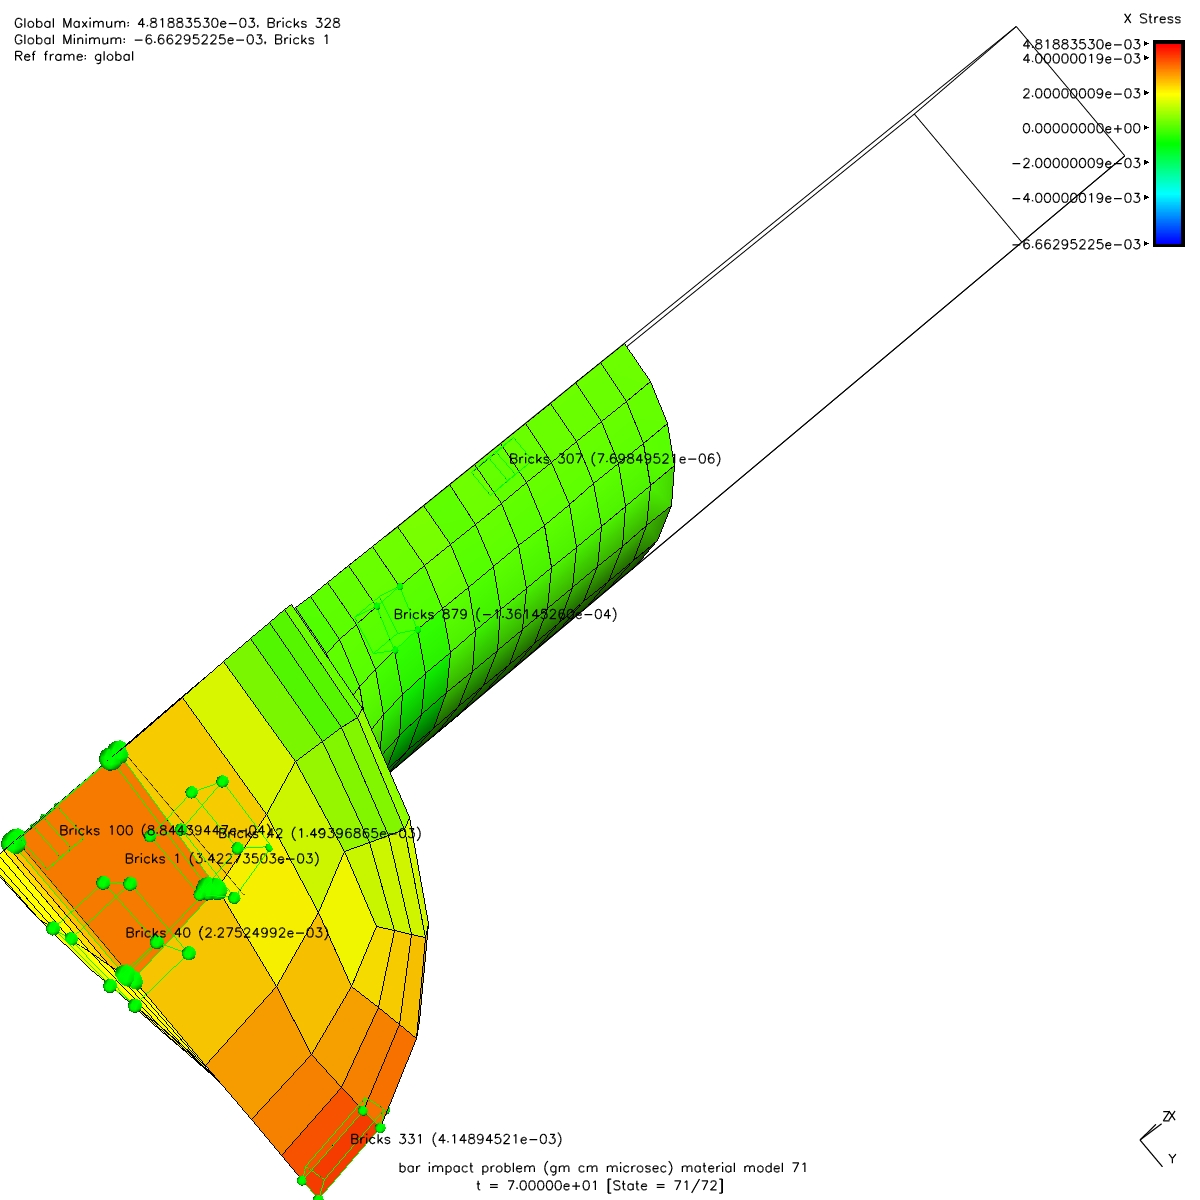 Global Maximum: 4.81883530e-03, Bricks 328
Global Minimum: -6.66295225e-03, Bricks 1
Ref frame: global
X Stress
4.81883530e-03
4.00000019e-03
2.00000009e-03
0.00000000e+00
-2.00000009e-03
-4.00000019e-03
-6.66295225e-03
Bricks 307 (7.69849521e-06)
Bricks 879 (-1.36145260e-04)
Bricks 100 (8.84439447e-04)
Bricks 42 (1.49396865e-03)
Bricks 1 (3.42273503e-03)
Bricks 40 (2.27524992e-03)
Bricks 331 (4.14894521e-03)
ZX
Y
bar impact problem (gm cm microsec) material model 71
t = 7.00000e+01 [State = 71/72]